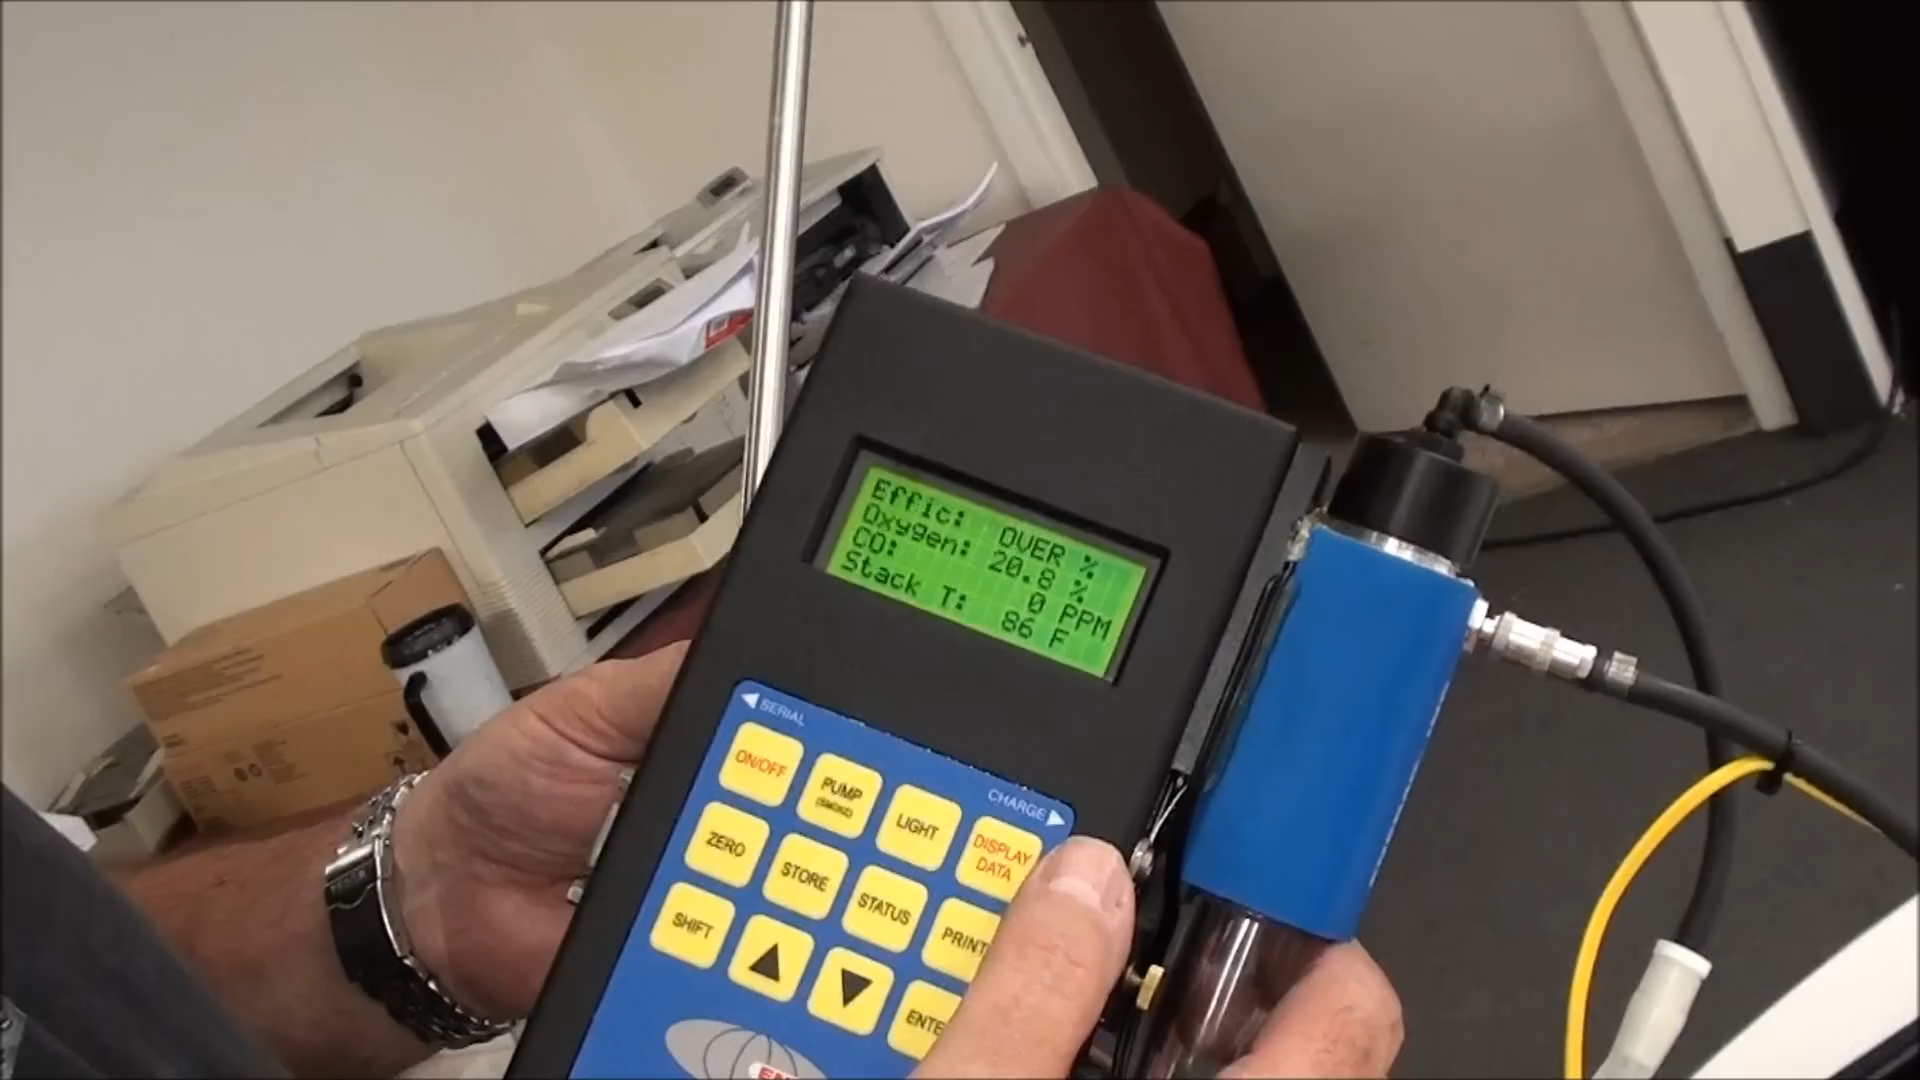 Effic: OVER %
Oxygen: 20.8 %
CO: 0 PPM
Stack T: 86 F
◀ SERIAL
CHARGE ▶
ON/OFF
PUMP
LIGHT
DISPLAY
DATA
ZERO
STORE
STATUS
PRINT
SHIFT
▲
▼